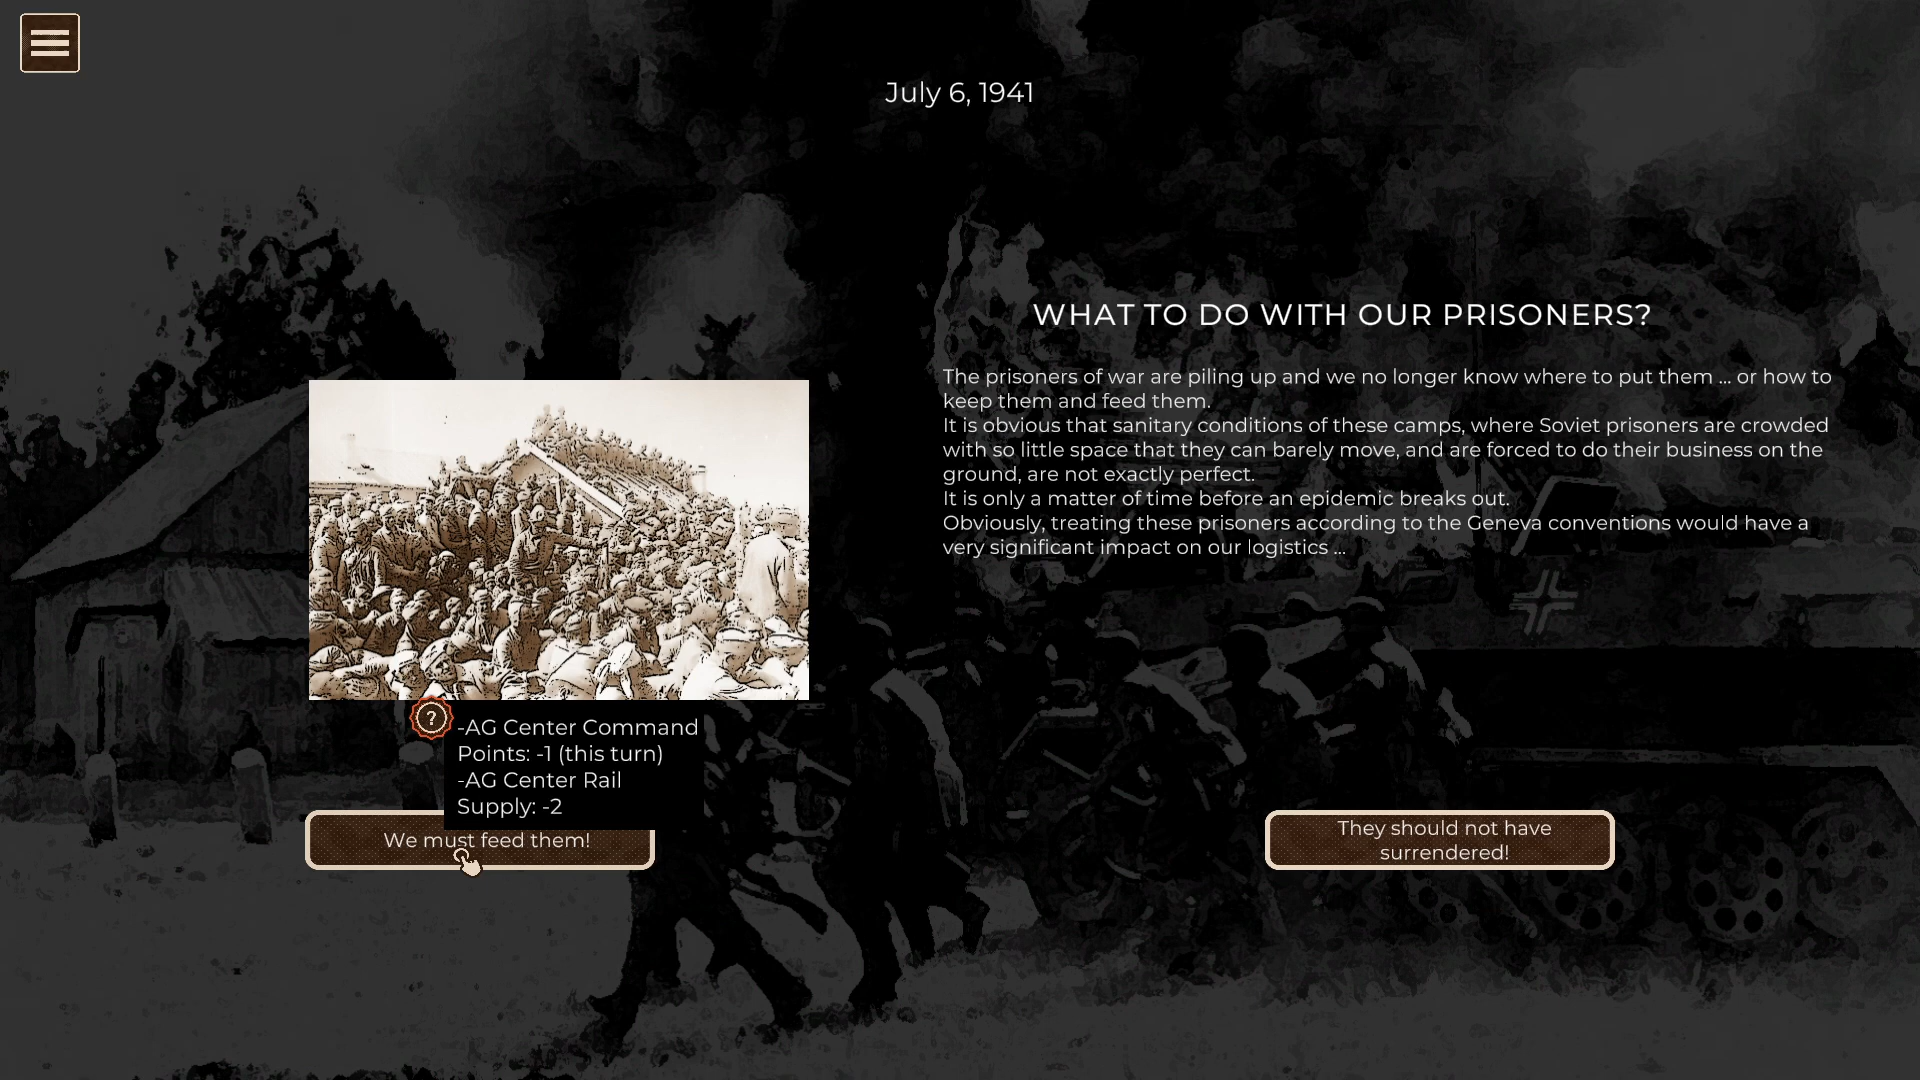 July 6, 1941
WHAT TO DO WITH OUR PRISONERS?
The prisoners of war are piling up and we no longer know where to put them ... or how to
keep them and feed them.
It is obvious that sanitary conditions of these camps, where Soviet prisoners are crowded
with so little space that they can barely move, and are forced to do their business on the
ground, are not exactly perfect.
It is only a matter of time before an epidemic breaks out.
Obviously, treating these prisoners according to the Geneva conventions would have a
very significant impact on our logistics ...
?
-AG Center Command
Points: -1 (this turn)
-AG Center Rail
Supply: -2
We must feed them!
They should not have
surrendered!